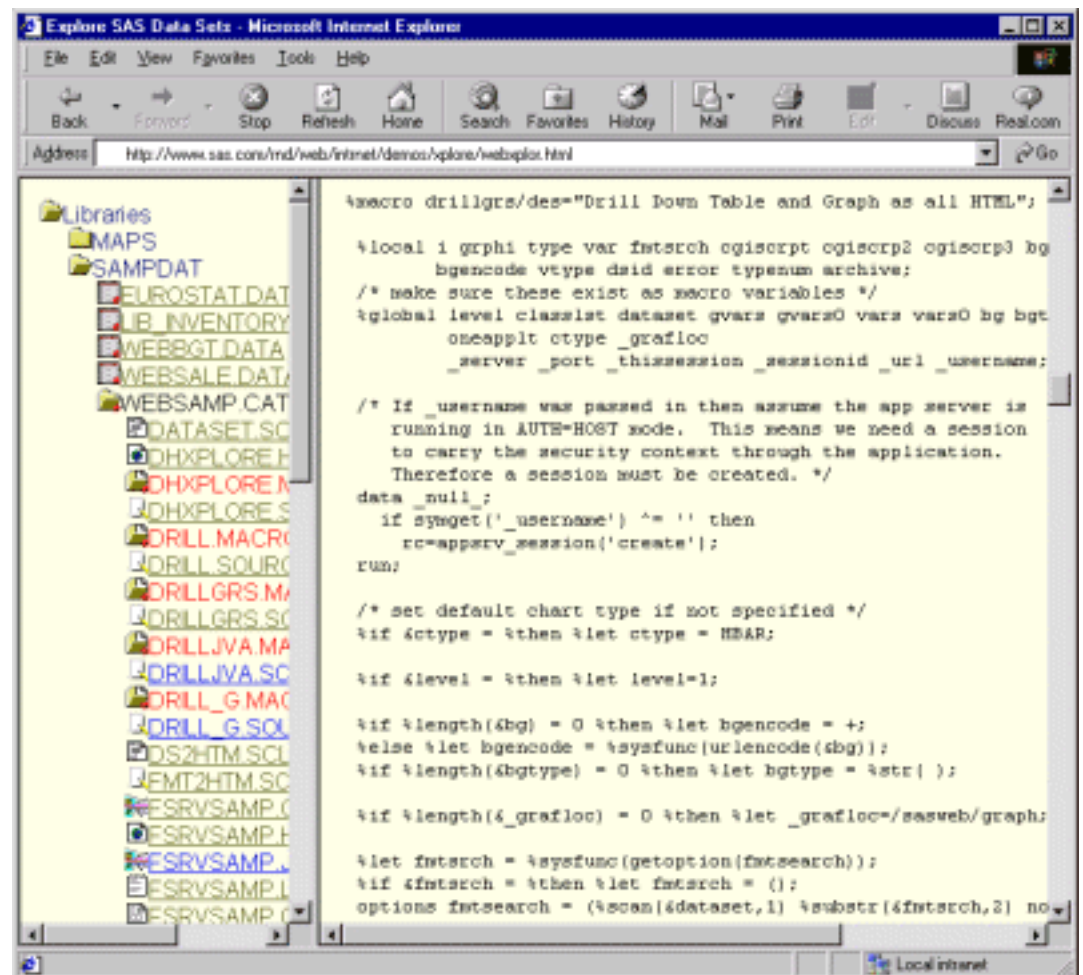 Explore SAS Data Sets - Microsoft Internet Explorer
File Edit View Favorites Tools Help
Back Forward Stop Refresh Home Search Favorites History Mail Print Edit Discuss Real.com
Address http://www.sas.com/rnd/web/intrnet/demos/xplore/webxplor.html Go
Libraries
MAPS
SAMPDAT
EUROSTAT.DAT
LIB_INVENTORY
WEBBGT.DATA
WEBSALE.DATA
WEBSAMP.CAT
DATASET.SC
DHXPLORE.H
DHXPLORE.M
DHXPLORE.S
DRILL.MACRO
DRILL.SOURC
DRILLGRS.MA
DRILLGRS.SO
DRILLJVA.MA
DRILLJVA.SC
DRILL_G.MAC
DRILL_G.SOU
DS2HTM.SCL
FMT2HTM.SC
FSRVSAMP.G
FSRVSAMP.H
FSRVSAMP.J
FSRVSAMP.L
%macro drillgrs/des="Drill Down Table and Graph as all HTML";
%local i grphi type var fmtsrch cgiscrpt cgiscrp2 cgiscrp3 bg
bgencode vtype dsid error typenum archive;
/* make sure these exist as macro variables */
%global level classlst dataset gvars gvars0 vars vars0 bg bgt
oneapplt ctype _grafloc
_server _port _thissession _sessionid _url _username;
/* If _username was passed in then assume the app server is
running in AUTH=HOST mode. This means we need a session
to carry the security context through the application.
Therefore a session must be created. */
data _null_;
if symget('_username') ^= '' then
rc=appsrv_session('create');
run;
/* set default chart type if not specified */
%if &ctype = %then %let ctype = HBAR;
%if &level = %then %let level=1;
%if %length(&bg) = 0 %then %let bgencode = +;
%else %let bgencode = %sysfunc(urlencode(&bg));
%if %length(&bgtype) = 0 %then %let bgtype = %str( );
%if %length(&_grafloc) = 0 %then %let _grafloc=/sasweb/graph;
%let fmtsrch = %sysfunc(getoption(fmtsearch));
%if &fmtsrch = %then %let fmtsrch = ();
options fmtsearch = (%scan(&dataset,1) %substr(&fmtsrch,2) no
Local intranet